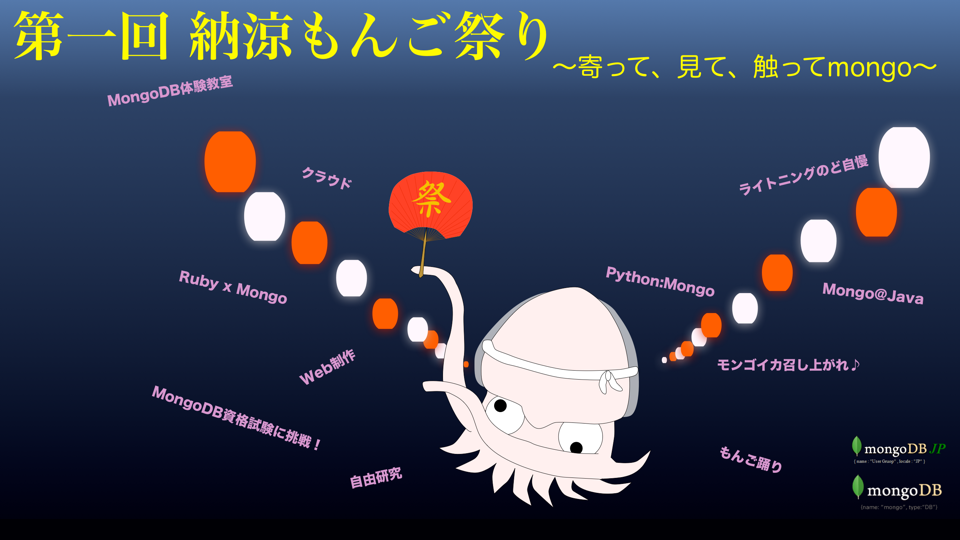 第一回 納涼もんご祭り
～寄って、見て、触ってmongo～
MongoDB体験教室
クラウド
祭
ライトニングのど自慢
Ruby x Mongo
Python:Mongo
Mongo@Java
Web制作
モンゴイカ召し上がれ♪
MongoDB資格試験に挑戦！
自由研究
もんご踊り
mongoDB JP
{ name : "User Group" , locale : "JP" }
mongoDB
{name: "mongo", type:"DB"}